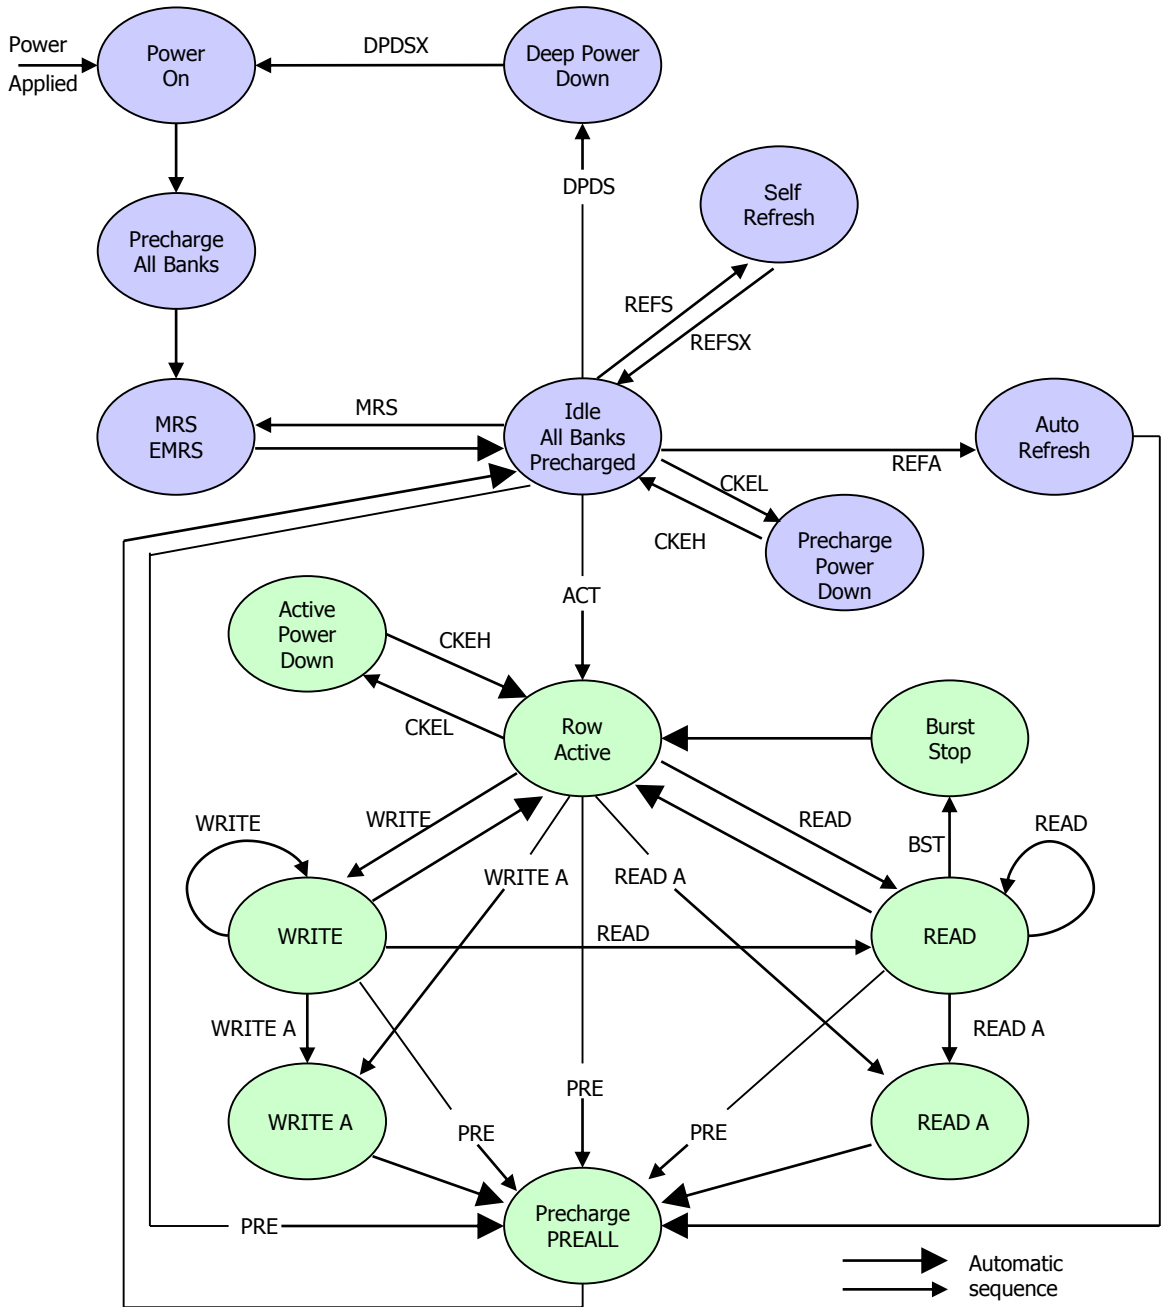 Power
Applied
Power
On
DPDSX
Deep Power
Down
DPDS
Self
Refresh
Precharge
All Banks
REFS
REFSX
MRS
EMRS
MRS
Idle
All Banks
Precharged
Auto
Refresh
REFA
CKEL
CKEH
Precharge
Power
Down
ACT
Active
Power
Down
CKEH
CKEL
Row
Active
Burst
Stop
WRITE
WRITE
READ
BST
READ
WRITE A
READ A
WRITE
READ
READ
WRITE A
READ A
PRE
WRITE A
PRE
PRE
READ A
PRE
Precharge
PREALL
Automatic
sequence